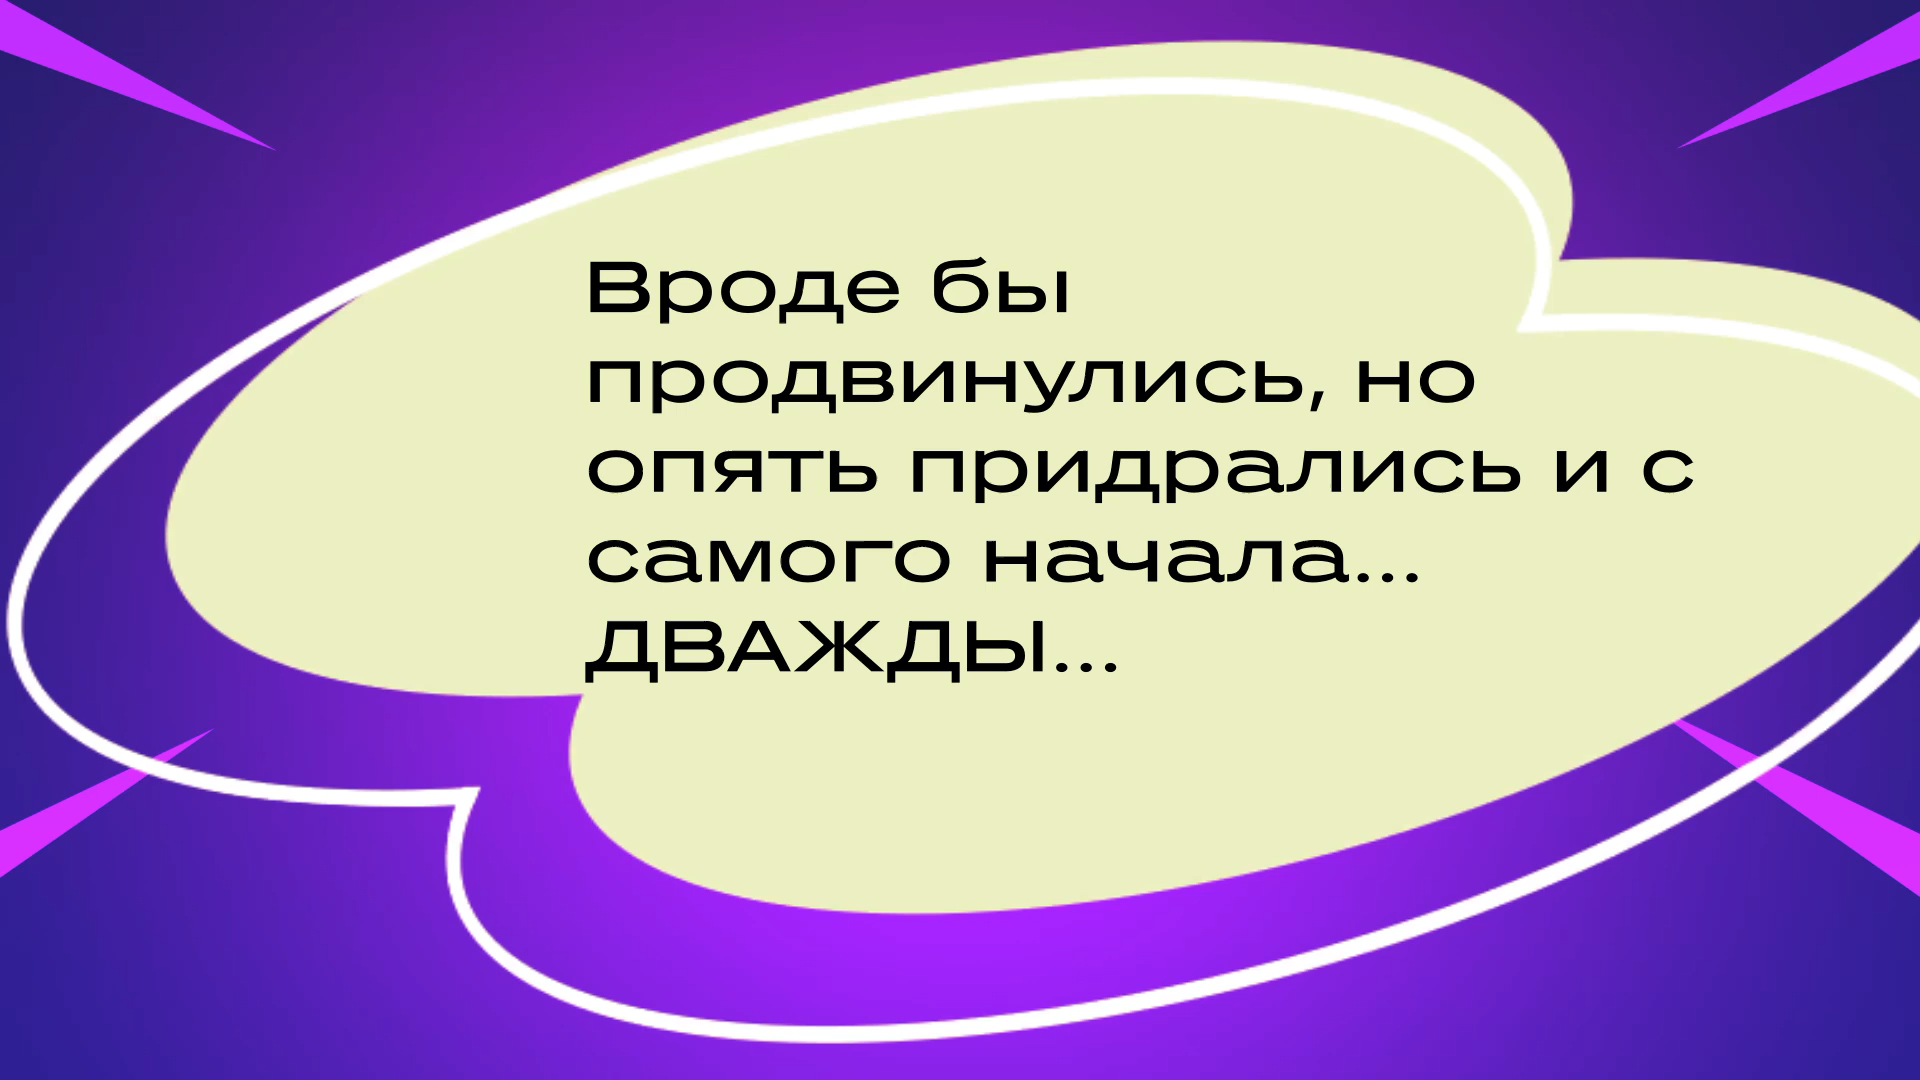 Вроде бы
продвинулись, но
опять придрались и с
самого начала...
ДВАЖДЫ...